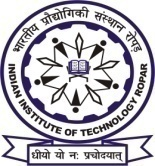 भारतीय प्रौद्योगिकी संस्थान रोपड़
INDIAN INSTITUTE OF TECHNOLOGY ROPAR
धीयो यो न: प्रचोदयात्